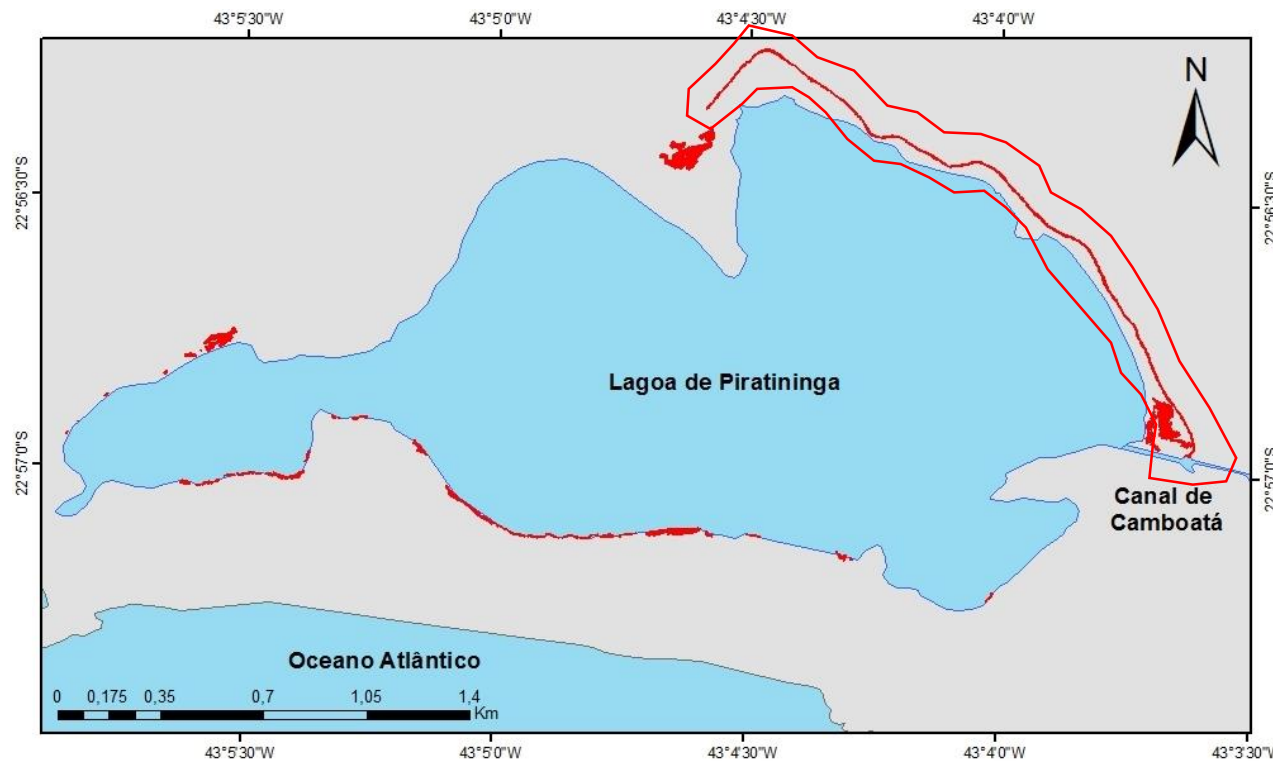 43°5'30"W 43°5'0"W 43°4'30"W 43°4'0"W
N
22°56'30"S
22°56'30"S
Lagoa de Piratininga
22°57'0"S
22°57'0"S
Canal de
Camboatá
Oceano Atlântico
0 0,175 0,35 0,7 1,05 1,4
Km
43°5'30"W 43°5'0"W 43°4'30"W 43°4'0"W 43°3'30"W